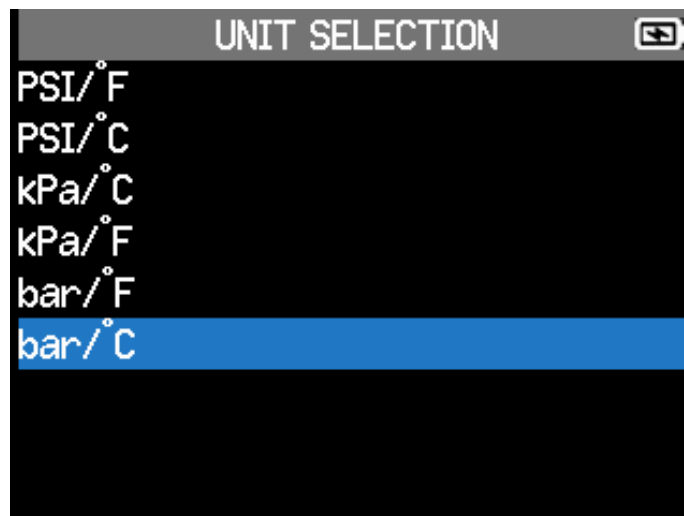 UNIT SELECTION
PSI/°F
PSI/°C
kPa/°C
kPa/°F
bar/°F
bar/°C